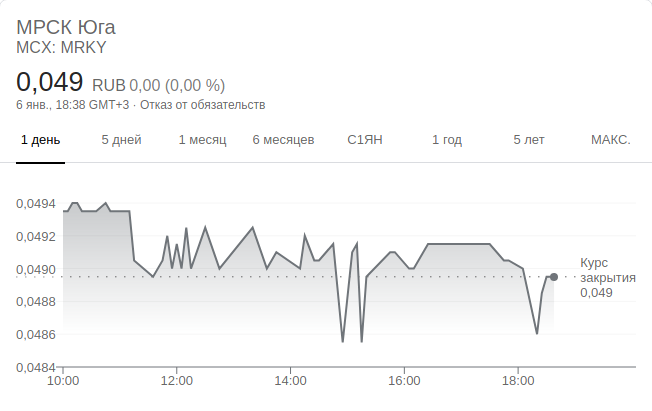 МРСК Юга
MCX: MRKY
0,049 RUB 0,00 (0,00 %)
6 янв., 18:38 GMT+3 · Отказ от обязательств
1 день 5 дней 1 месяц 6 месяцев С1ЯН 1 год 5 лет МАКС.
0,0494
0,0492
0,0490
0,0488
0,0486
0,0484
Курс
закрытия
0,049
10:00 12:00 14:00 16:00 18:00